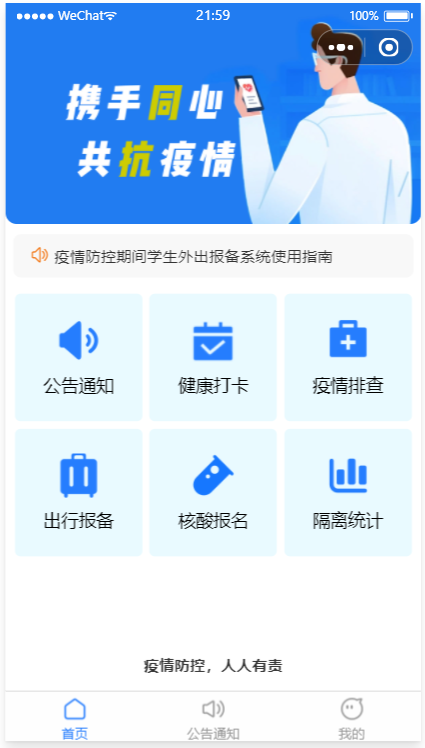 WeChat 21:59 100%
携手同心
共抗疫情
疫情防控期间学生外出报备系统使用指南
公告通知 健康打卡 疫情排查
出行报备 核酸报名 隔离统计
疫情防控，人人有责
首页 公告通知 我的